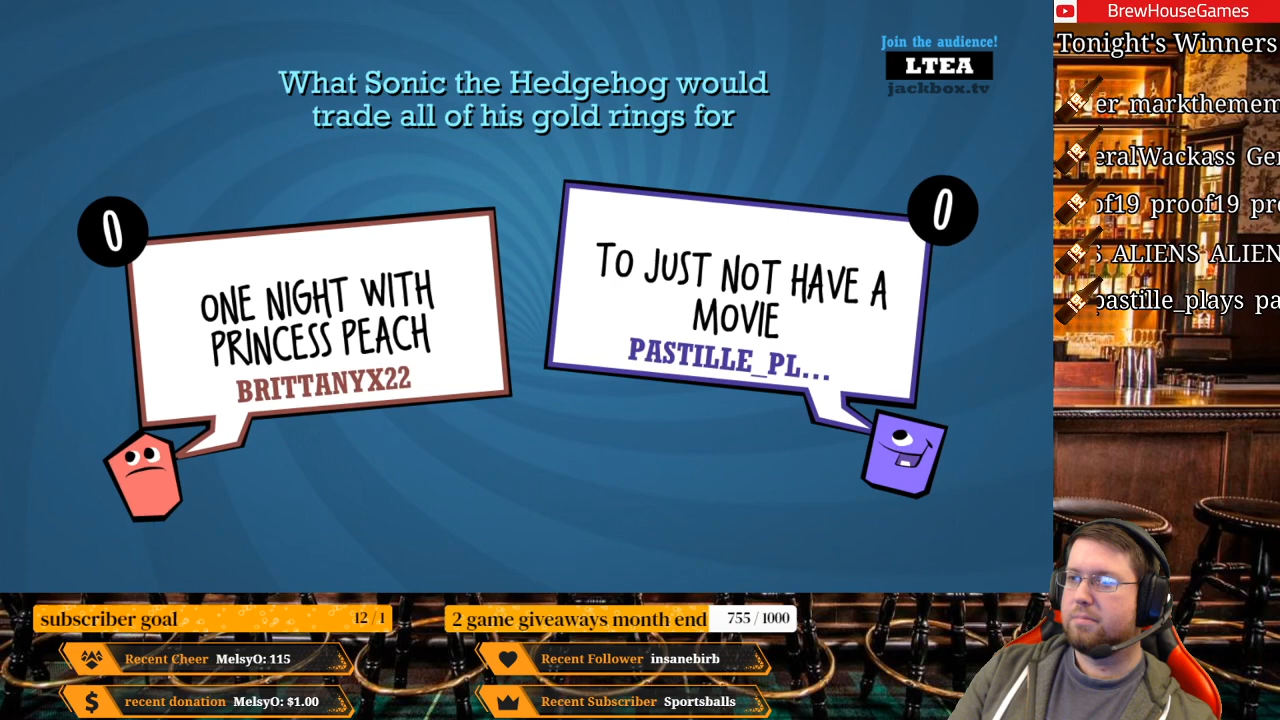 BrewHouseGames
Tonight's Winners
Join the audience!
LTEA
jackbox.tv
What Sonic the Hedgehog would
trade all of his gold rings for
0
ONE NIGHT WITH
PRINCESS PEACH
BRITTANYX22
0
TO JUST NOT HAVE A
MOVIE
PASTILLE_PL...
er markthemem
eralWackass Ger
of19 proof19 pro
S ALIENS ALIEN
pastille_plays pa
subscriber goal
12 / 1
2 game giveaways month end
755 / 1000
Recent Cheer MelsyO: 115
Recent Follower insanebirb
recent donation MelsyO: $1.00
Recent Subscriber Sportsballs